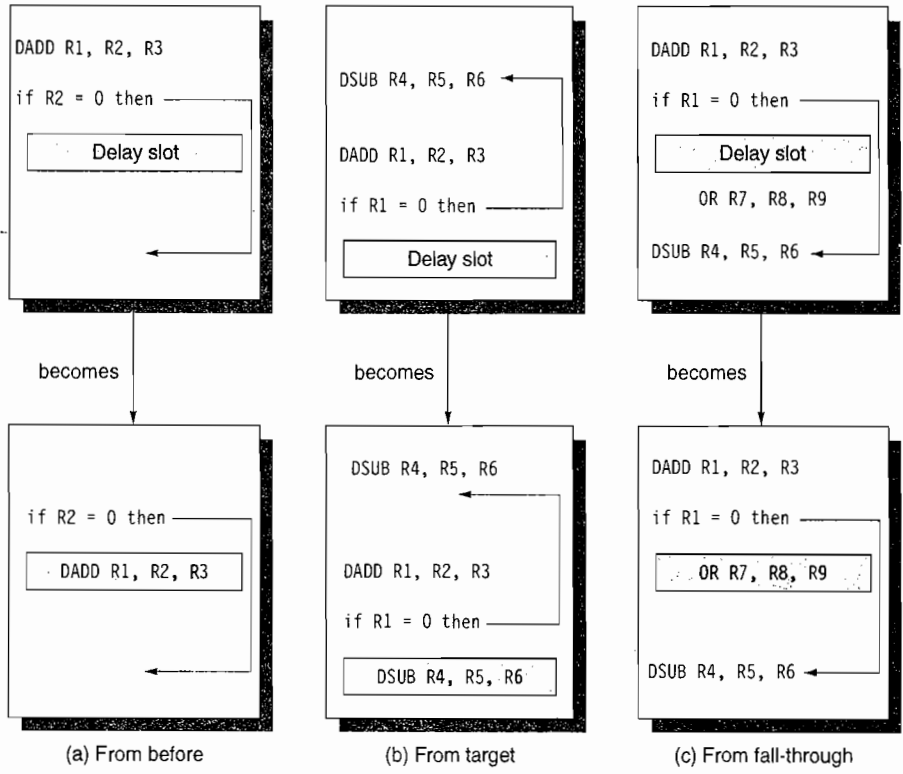 DADD R1, R2, R3
if R2 = 0 then
Delay slot
becomes
if R2 = 0 then
DADD R1, R2, R3
(a) From before
DSUB R4, R5, R6
DADD R1, R2, R3
if R1 = 0 then
Delay slot
becomes
DSUB R4, R5, R6
DADD R1, R2, R3
if R1 = 0 then
DSUB R4, R5, R6
(b) From target
DADD R1, R2, R3
if R1 = 0 then
Delay slot
OR R7, R8, R9
DSUB R4, R5, R6
becomes
DADD R1, R2, R3
if R1 = 0 then
OR R7, R8, R9
DSUB R4, R5, R6
(c) From fall-through